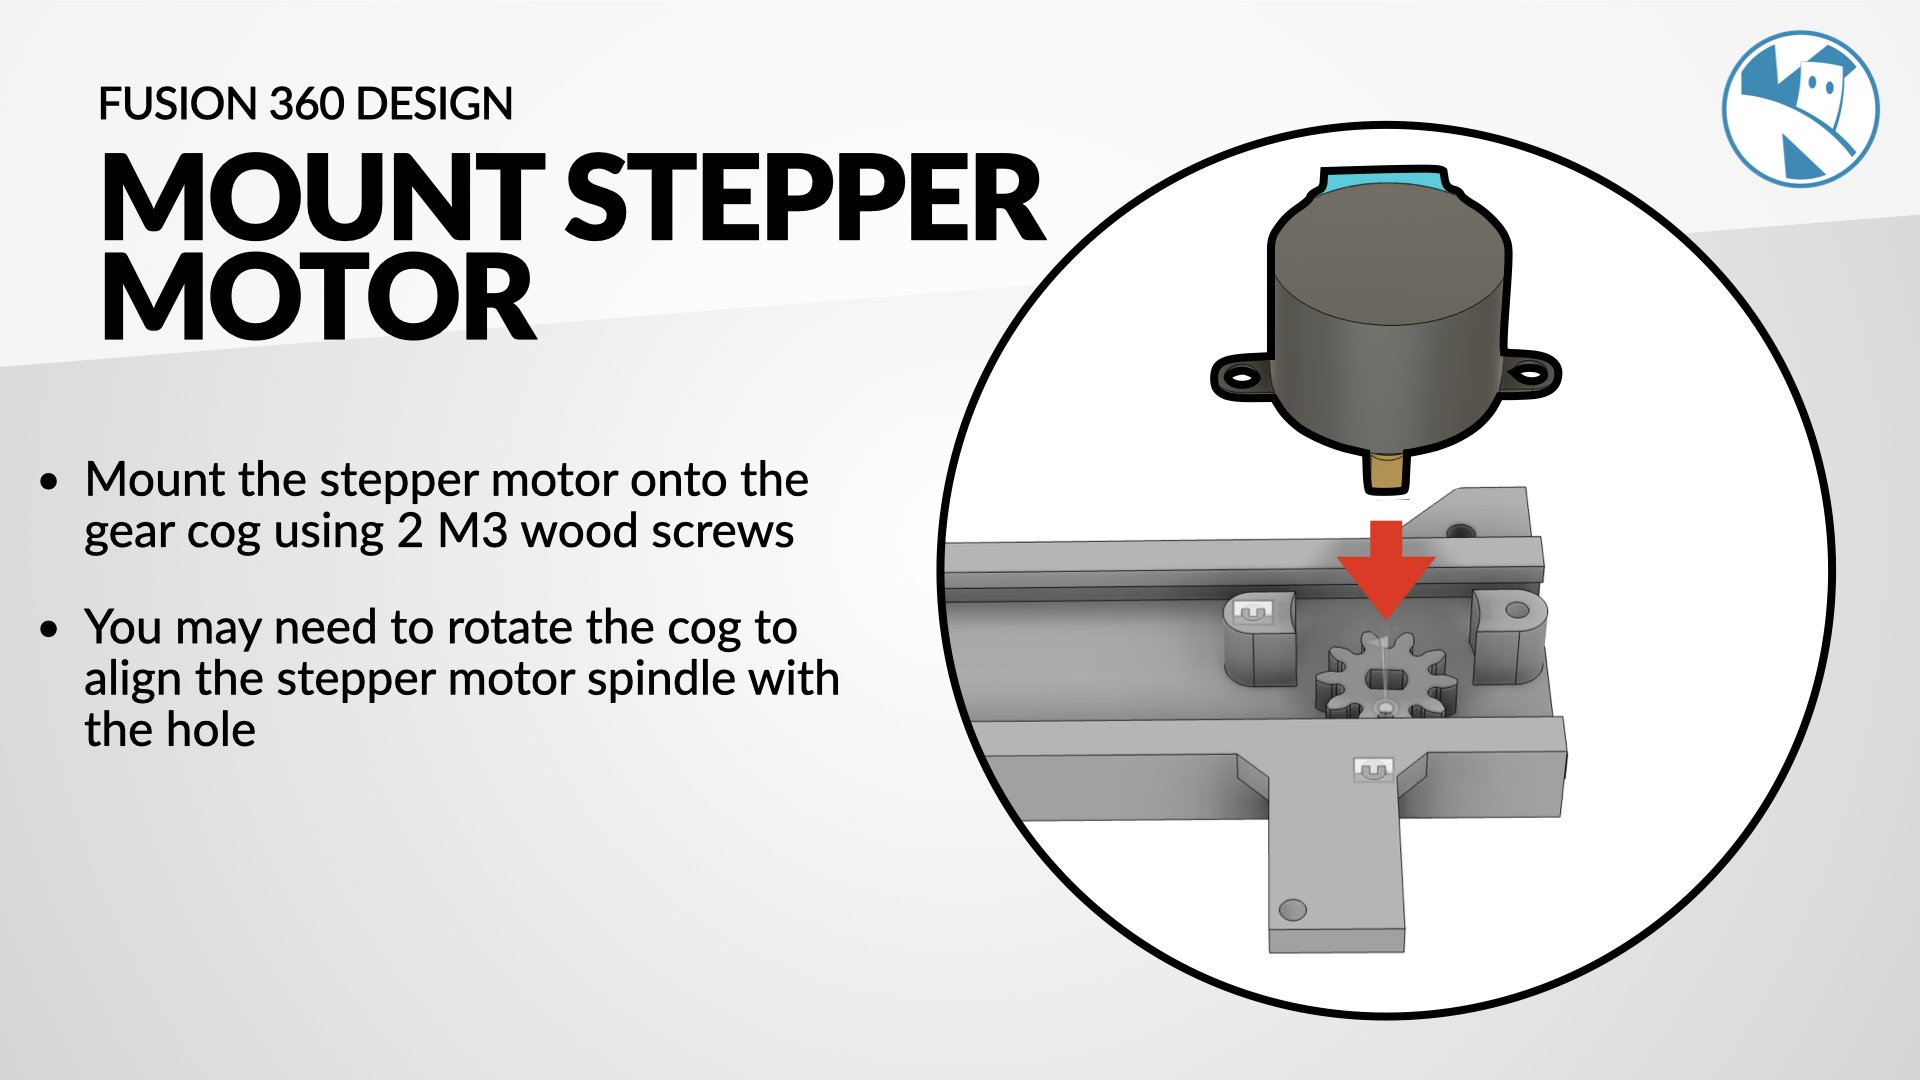 FUSION 360 DESIGN
MOUNT STEPPER
MOTOR
• Mount the stepper motor onto the
gear cog using 2 M3 wood screws
• You may need to rotate the cog to
align the stepper motor spindle with
the hole